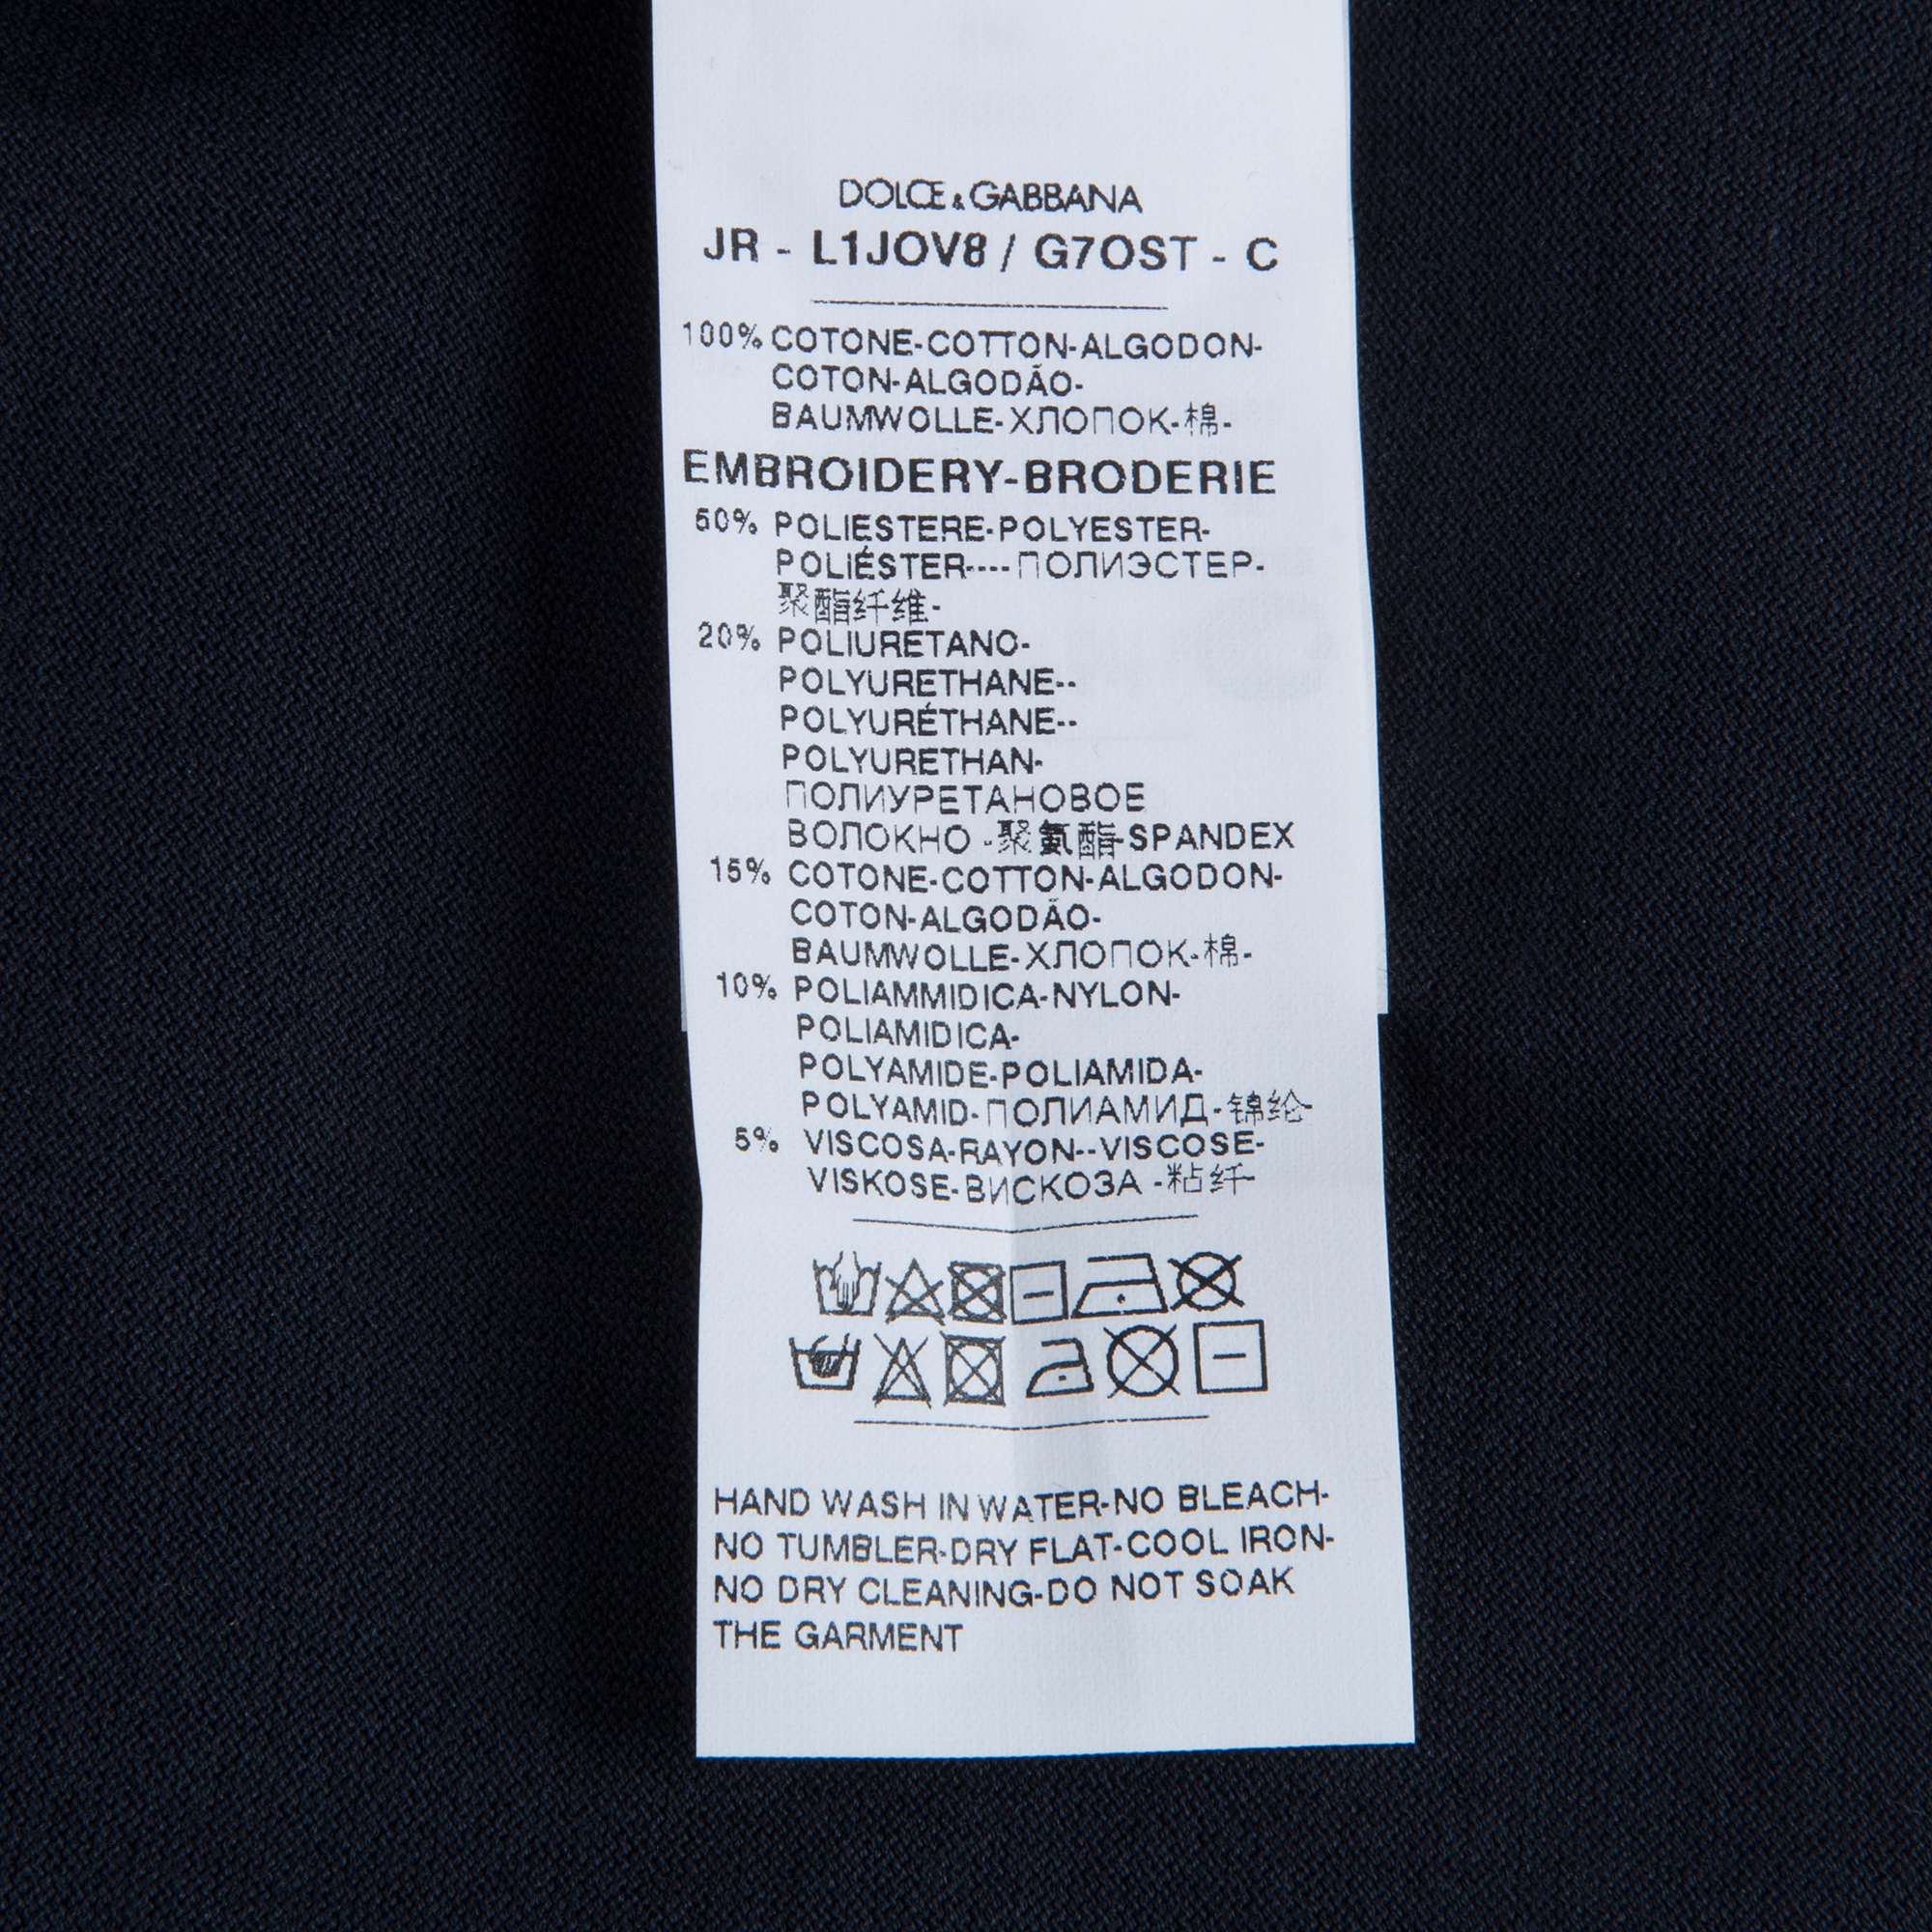 DOLCE & GABBANA
JR - L1JOV8 / G7OST - C
100% COTONE-COTTON-ALGODON-
COTON-ALGODÃO-
BAUMWOLLE-ХЛОПОК-棉-
EMBROIDERY-BRODERIE
50% POLIESTERE-POLYESTER-
POLIÉSTER----ПОЛИЭСТЕР-
聚酯纤维-
20% POLIURETANO-
POLYURETHANE--
POLYURÉTHANE--
POLYURETHAN-
ПОЛИУРЕТАНОВОЕ
ВОЛОКНО -聚氨酯-SPANDEX
15% COTONE-COTTON-ALGODON-
COTON-ALGODÃO-
BAUMWOLLE-ХЛОПОК-棉-
10% POLIAMMIDICA-NYLON-
POLIAMIDICA-
POLYAMIDE-POLIAMIDA-
POLYAMID-ПОЛИАМИД-锦纶-
5% VISCOSA-RAYON--VISCOSE-
VISKOSE-ВИСКОЗА -粘纤-
HAND WASH IN WATER-NO BLEACH-
NO TUMBLER-DRY FLAT-COOL IRON-
NO DRY CLEANING-DO NOT SOAK
THE GARMENT